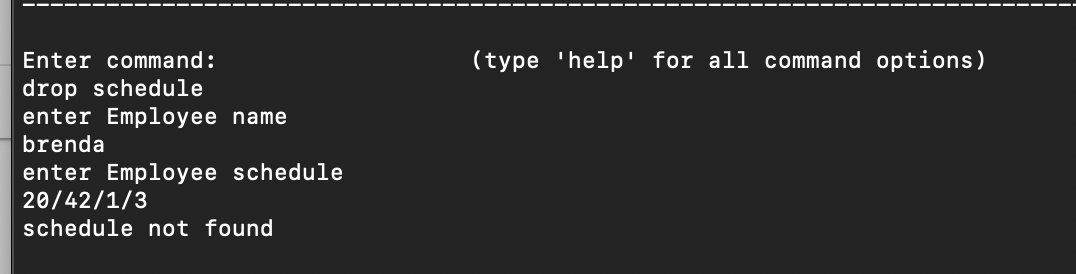 Enter command: (type 'help' for all command options)
drop schedule
enter Employee name
brenda
enter Employee schedule
20/42/1/3
schedule not found